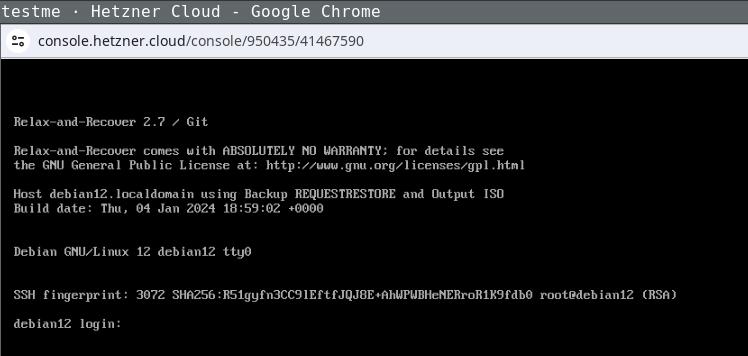 testme · Hetzner Cloud - Google Chrome
console.hetzner.cloud/console/950435/41467590
Relax-and-Recover 2.7 / Git
Relax-and-Recover comes with ABSOLUTELY NO WARRANTY; for details see
the GNU General Public License at: http://www.gnu.org/licenses/gpl.html
Host debian12.localdomain using Backup REQUESTRESTORE and Output ISO
Build date: Thu, 04 Jan 2024 18:59:02 +0000
Debian GNU/Linux 12 debian12 tty0
SSH fingerprint: 3072 SHA256:R51gyfn3CC9lEftfJQJ8E+AhWPWBHeNERroR1K9fdb0 root@debian12 (RSA)
debian12 login: